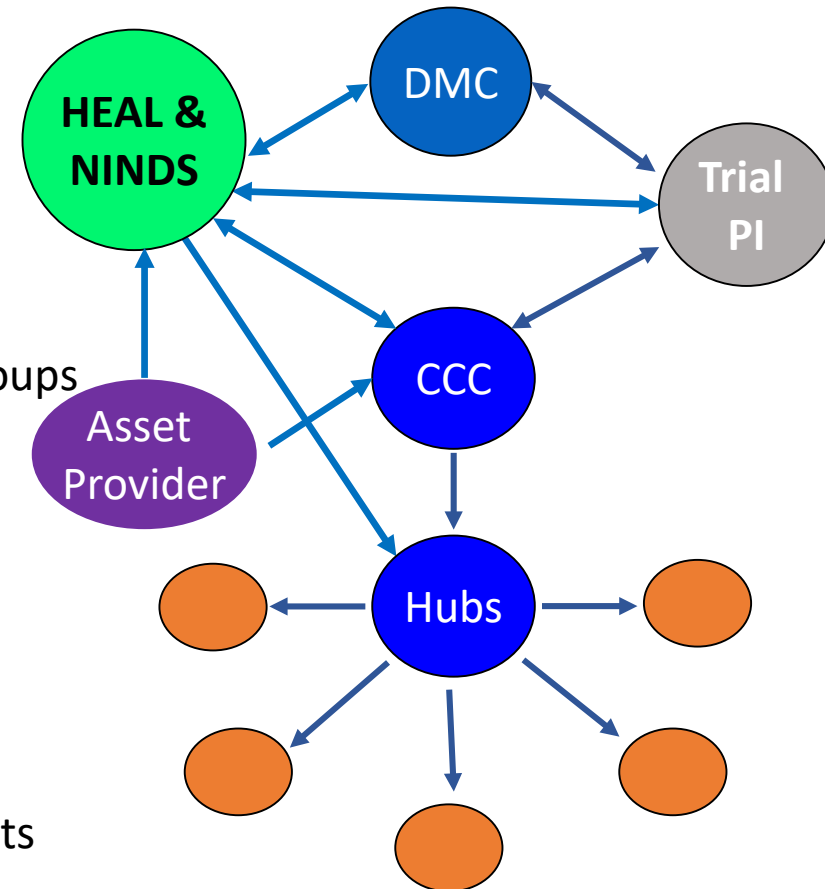 HEAL &
NINDS
DMC
Trial
PI
CCC
Asset
Provider
Hubs